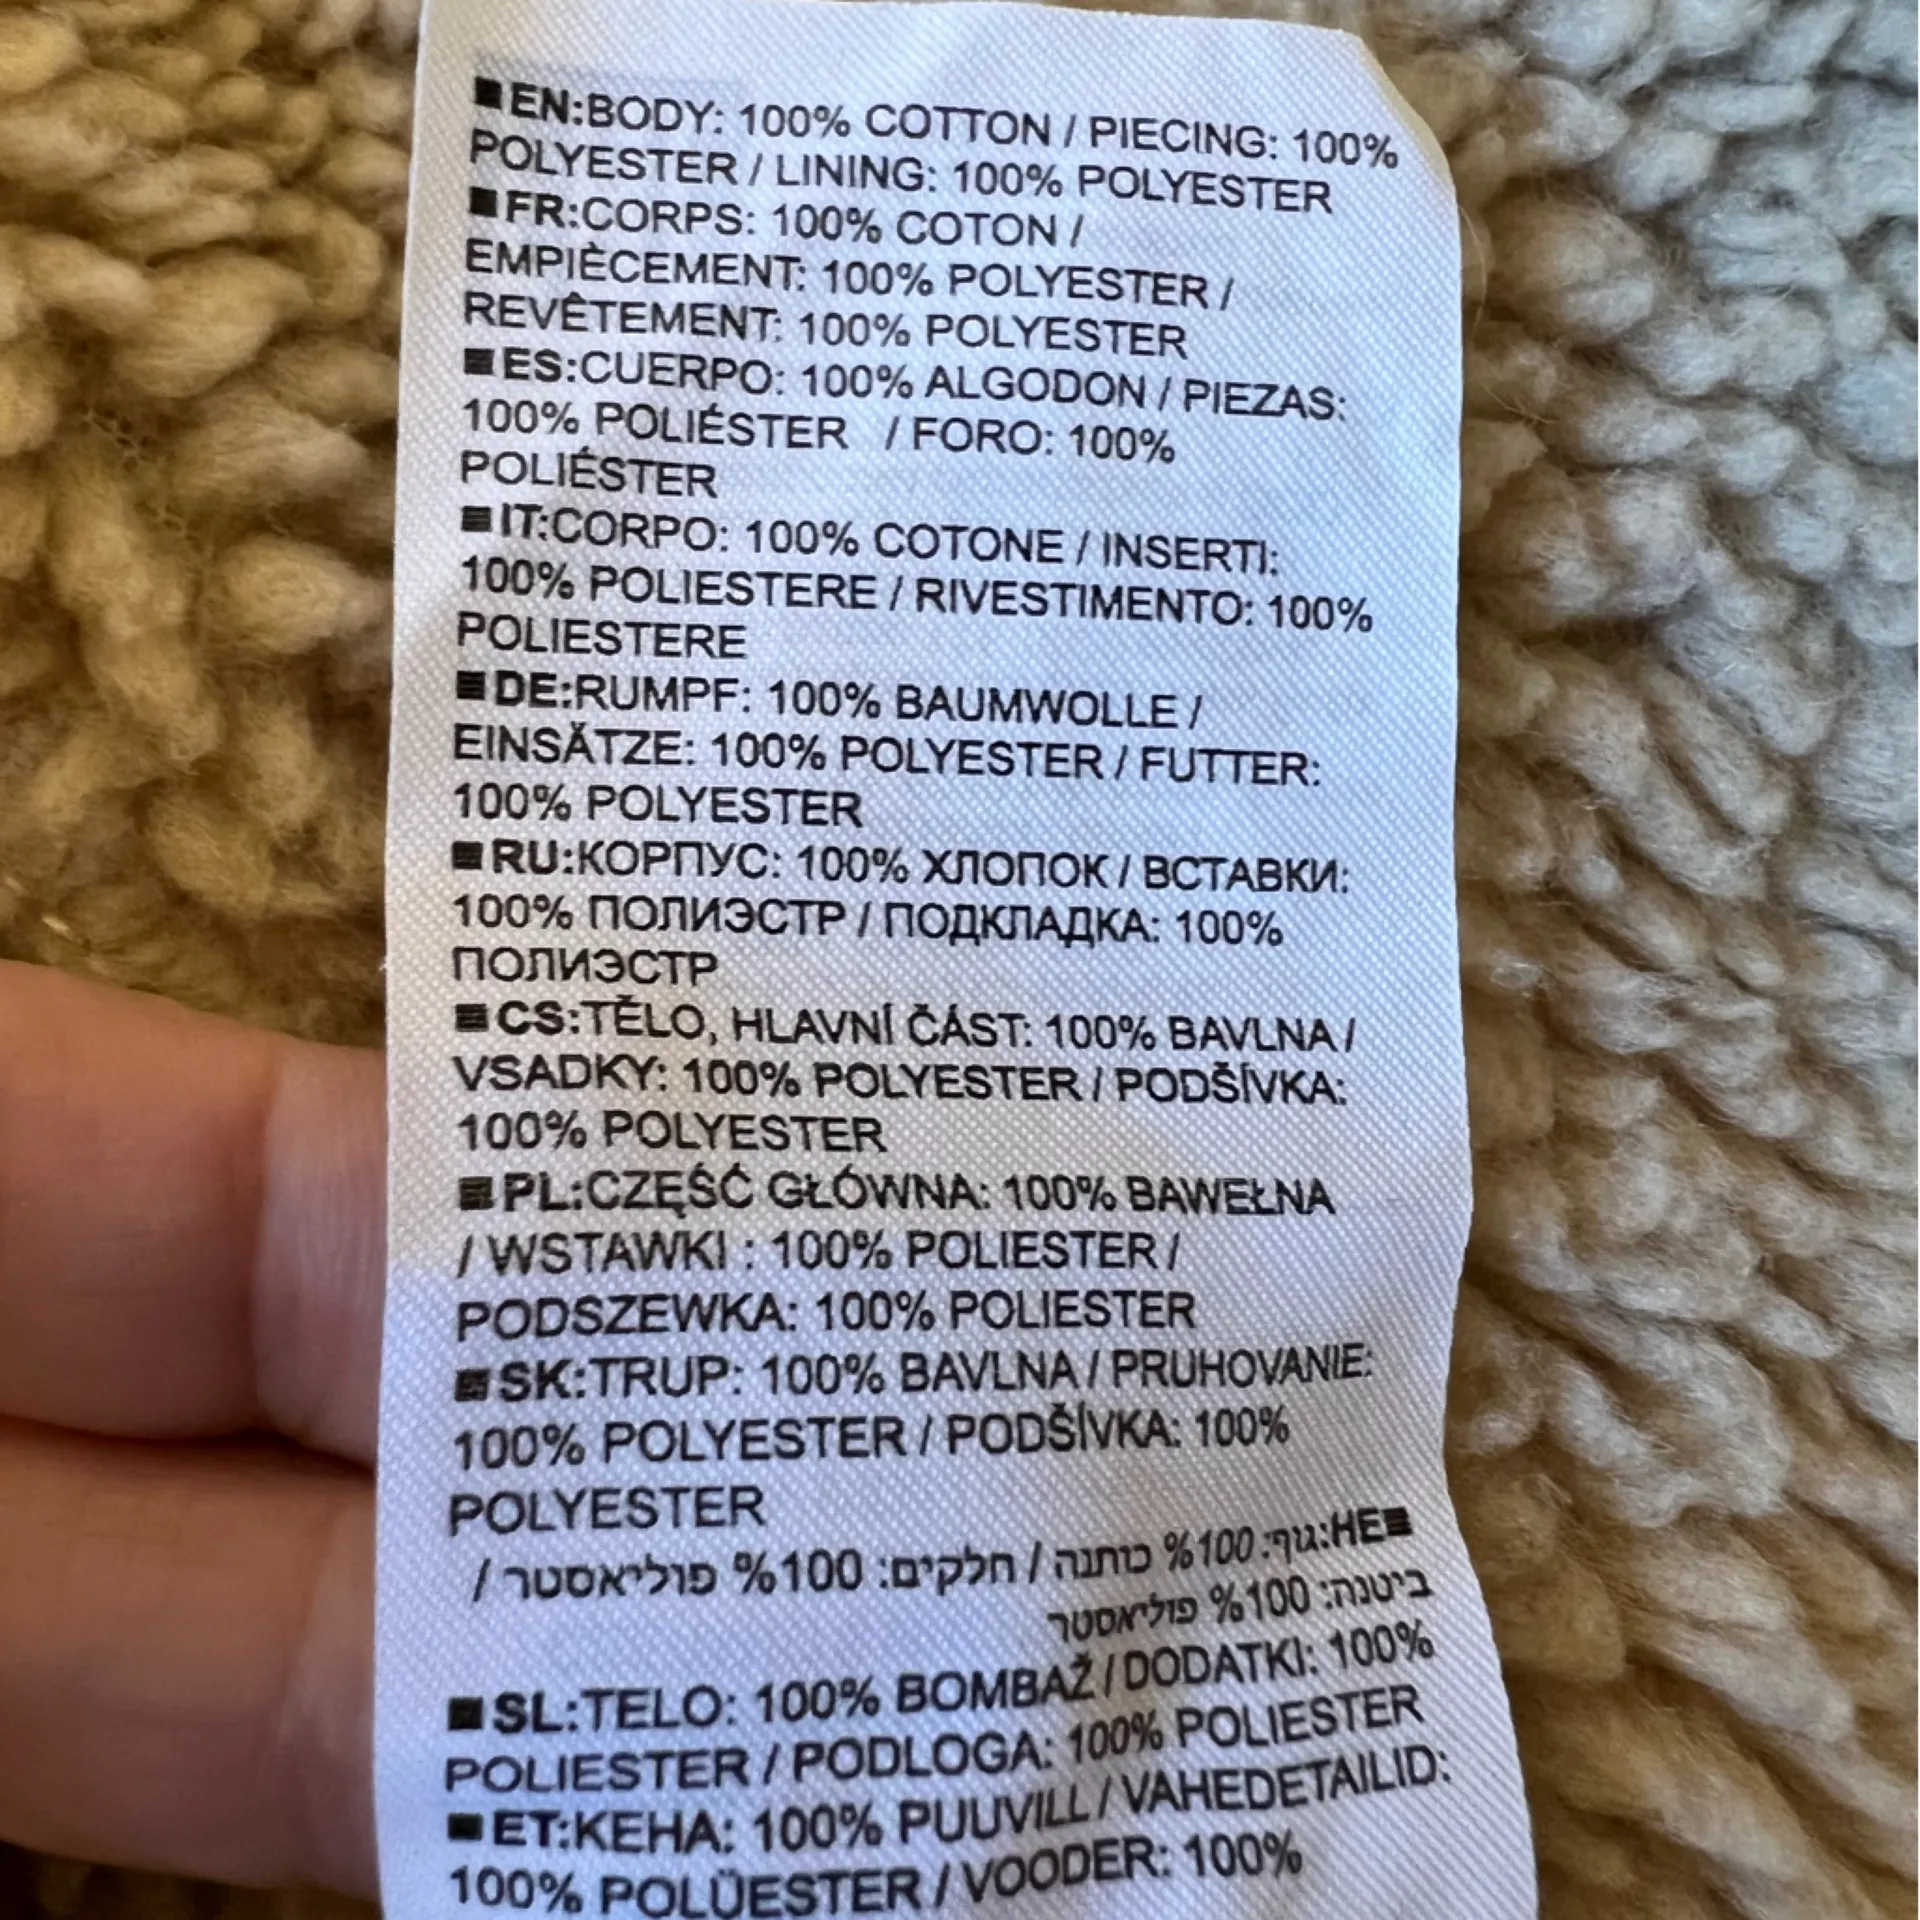 ■EN:BODY: 100% COTTON / PIECING: 100%
POLYESTER / LINING: 100% POLYESTER
■FR:CORPS: 100% COTON /
EMPIÈCEMENT: 100% POLYESTER /
REVÊTEMENT: 100% POLYESTER
■ES:CUERPO: 100% ALGODON / PIEZAS:
100% POLIÉSTER / FORO: 100%
POLIÉSTER
■IT:CORPO: 100% COTONE / INSERTI:
100% POLIESTERE / RIVESTIMENTO: 100%
POLIESTERE
■DE:RUMPF: 100% BAUMWOLLE /
EINSÄTZE: 100% POLYESTER / FUTTER:
100% POLYESTER
■RU:КОРПУС: 100% ХЛОПОК / ВСТАВКИ:
100% ПОЛИЭСТР / ПОДКЛАДКА: 100%
ПОЛИЭСТР
■CS:TĚLO, HLAVNÍ ČÁST: 100% BAVLNA /
VSADKY: 100% POLYESTER / PODŠÍVKA:
100% POLYESTER
■PL:CZĘŚĆ GŁÓWNA: 100% BAWEŁNA
/ WSTAWKI : 100% POLIESTER /
PODSZEWKA: 100% POLIESTER
■SK:TRUP: 100% BAVLNA / PRUHOVANIE:
100% POLYESTER / PODŠÍVKA: 100%
POLYESTER
■HE:גוף: 100% כותנה / חלקים: 100% פוליאסטר /
ביטנה: 100% פוליאסטר
■SL:TELO: 100% BOMBAŽ / DODATKI: 100%
POLIESTER / PODLOGA: 100% POLIESTER
■ET:KEHA: 100% PUUVILL / VAHEDETAILID:
100% POLÜESTER / VOODER: 100%